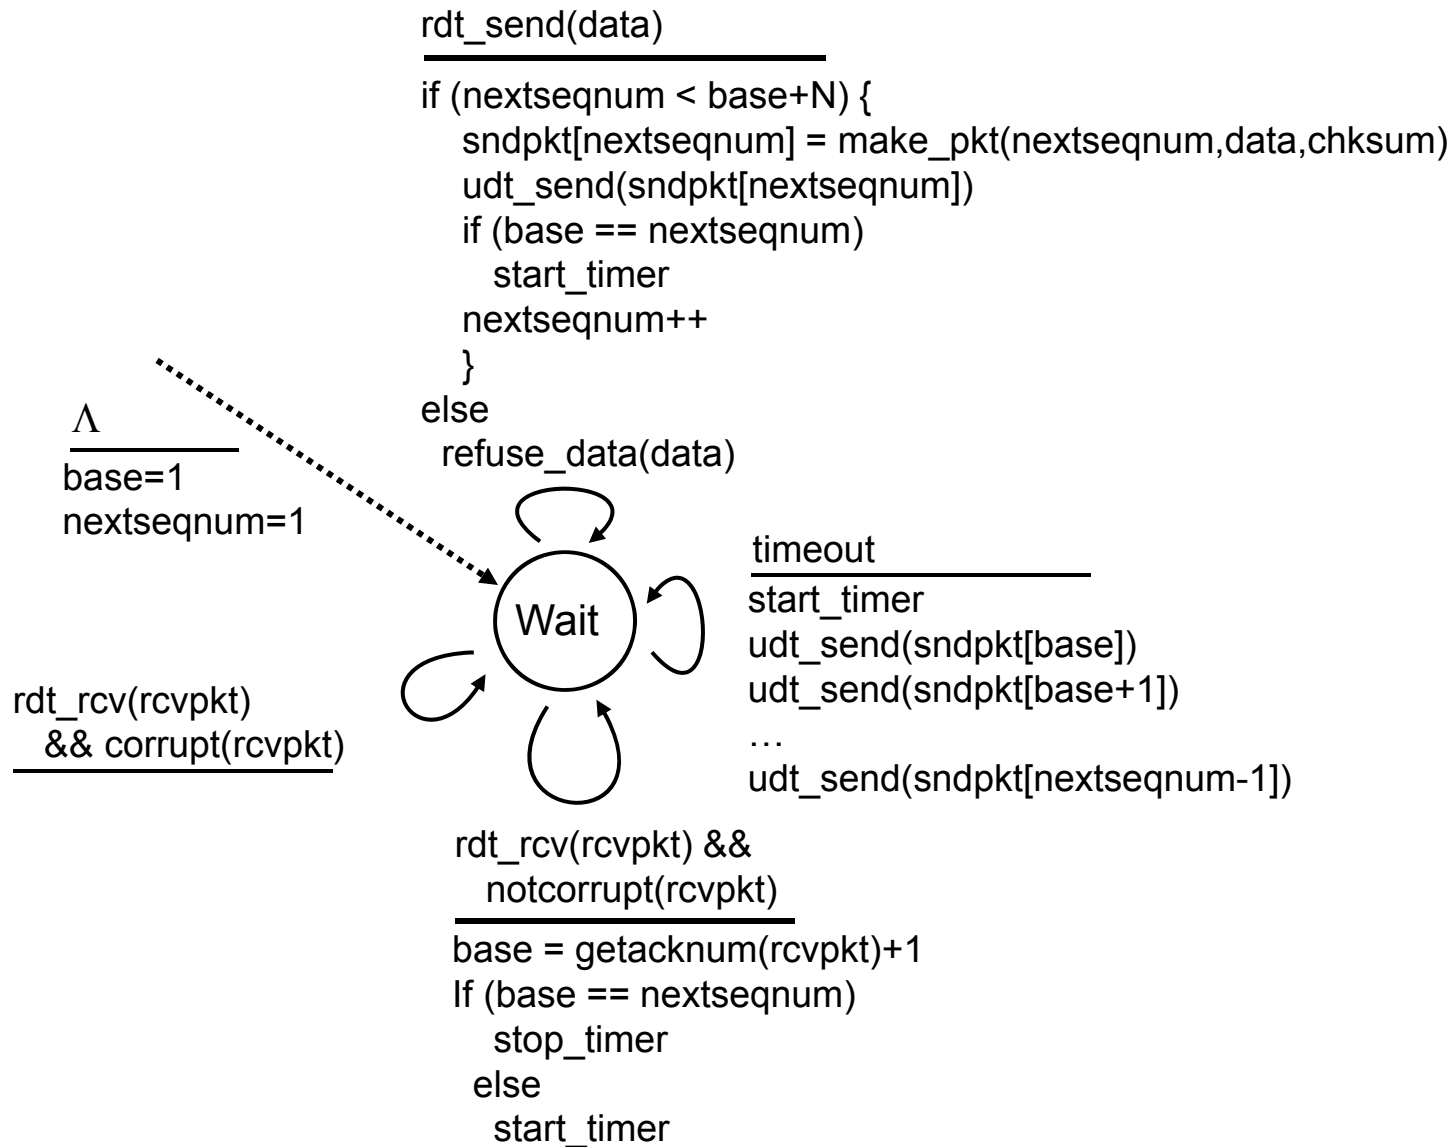 rdt_send(data)
if (nextseqnum < base+N) {
sndpkt[nextseqnum] = make_pkt(nextseqnum,data,chksum)
udt_send(sndpkt[nextseqnum])
if (base == nextseqnum)
start_timer
nextseqnum++
}
else
refuse_data(data)
Λ
base=1
nextseqnum=1
Wait
timeout
start_timer
udt_send(sndpkt[base])
udt_send(sndpkt[base+1])
…
udt_send(sndpkt[nextseqnum-1])
rdt_rcv(rcvpkt)
&& corrupt(rcvpkt)
rdt_rcv(rcvpkt) &&
notcorrupt(rcvpkt)
base = getacknum(rcvpkt)+1
If (base == nextseqnum)
stop_timer
else
start_timer